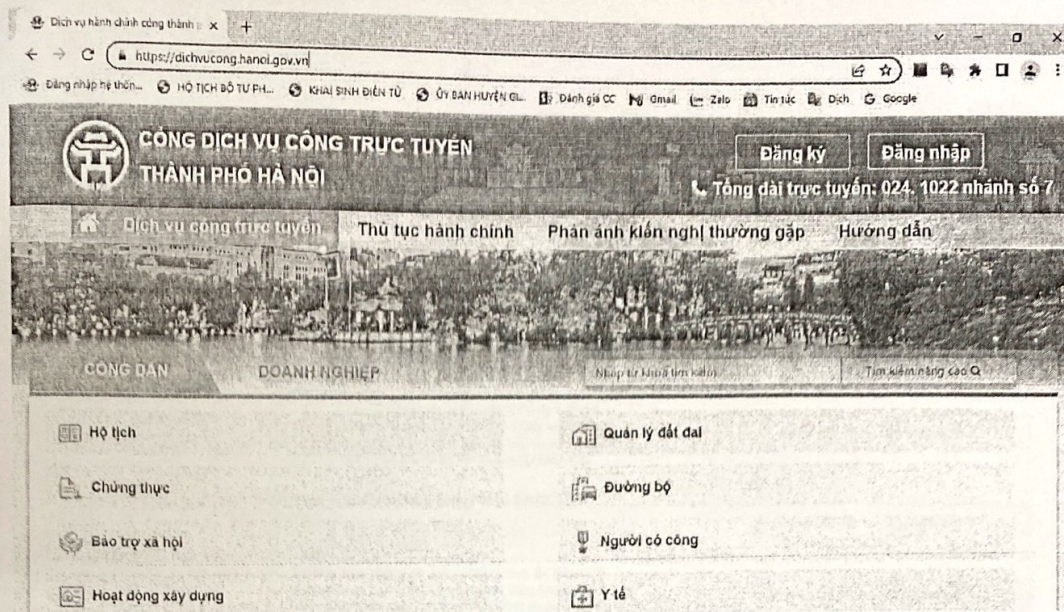 Dịch vụ hành chính công thành
https://dichvucong.hanoi.gov.vn
Đăng nhập hệ thốn... HỘ TỊCH BỘ TƯ PH... KHAI SINH ĐIỆN TỬ ỦY BAN HUYỆN GI... Đánh giá CC Gmail Zalo Tin tức Dịch Google
CỔNG DỊCH VỤ CÔNG TRỰC TUYẾN
THÀNH PHỐ HÀ NỘI
Đăng ký Đăng nhập
Tổng đài trực tuyến: 024. 1022 nhánh số 7
Dịch vụ công trực tuyến Thủ tục hành chính Phản ánh kiến nghị thường gặp Hướng dẫn
CÔNG DÂN DOANH NGHIỆP Nhập từ khóa tìm kiếm Tìm kiếm nâng cao
Hộ tịch Quản lý đất đai
Chứng thực Đường bộ
Bảo trợ xã hội Người có công
Hoạt động xây dựng Y tế